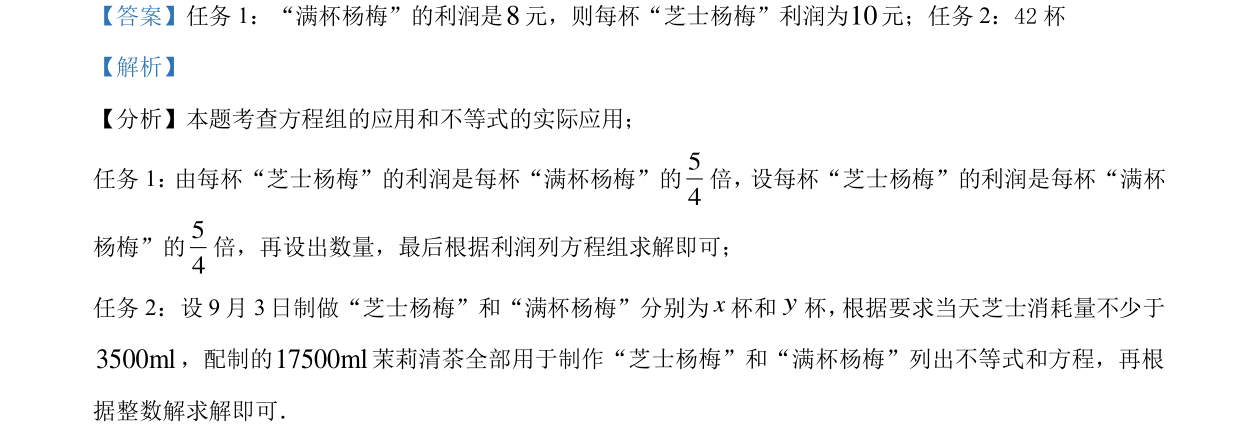 【答案】任务 1：“满杯杨梅”的利润是8元，则每杯“芝士杨梅”利润为10元；任务 2：42 杯
【解析】
【分析】本题考查方程组的应用和不等式的实际应用；
任务 1：由每杯“芝士杨梅”的利润是每杯“满杯杨梅”的 5/4 倍，设每杯“芝士杨梅”的利润是每杯“满杯
杨梅”的 5/4 倍，再设出数量，最后根据利润列方程组求解即可；
任务 2：设 9 月 3 日制做“芝士杨梅”和“满杯杨梅”分别为 x 杯和 y 杯，根据要求当天芝士消耗量不少于
3500ml，配制的17500ml茉莉清茶全部用于制作“芝士杨梅”和“满杯杨梅”列出不等式和方程，再根
据整数解求解即可．